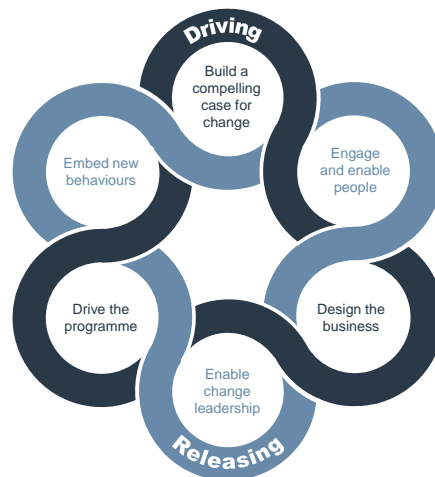 Driving
Build a
compelling
case for
change
Engage
and enable
people
Design the
business
Enable
change
leadership
Releasing
Drive the
programme
Embed new
behaviours